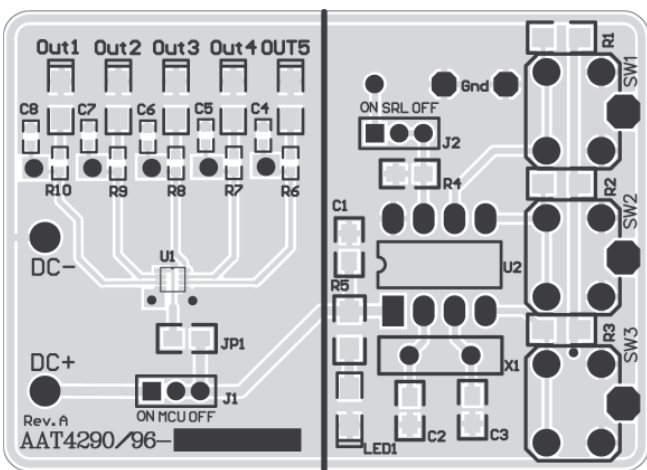 Out1 Out2 Out3 Out4 OUT5
R1
SW1
Gnd
C8 C7 C6 C5 C4
ON SRL OFF
J2
R10 R9 R8 R7 R6
R4
R2
C1
SW2
U1
DC-
U2
R5
R3
SW3
JP1
DC+
X1
J1
ON MCU OFF
Rev.A
C2 C3
AAT4290/96-
LED1